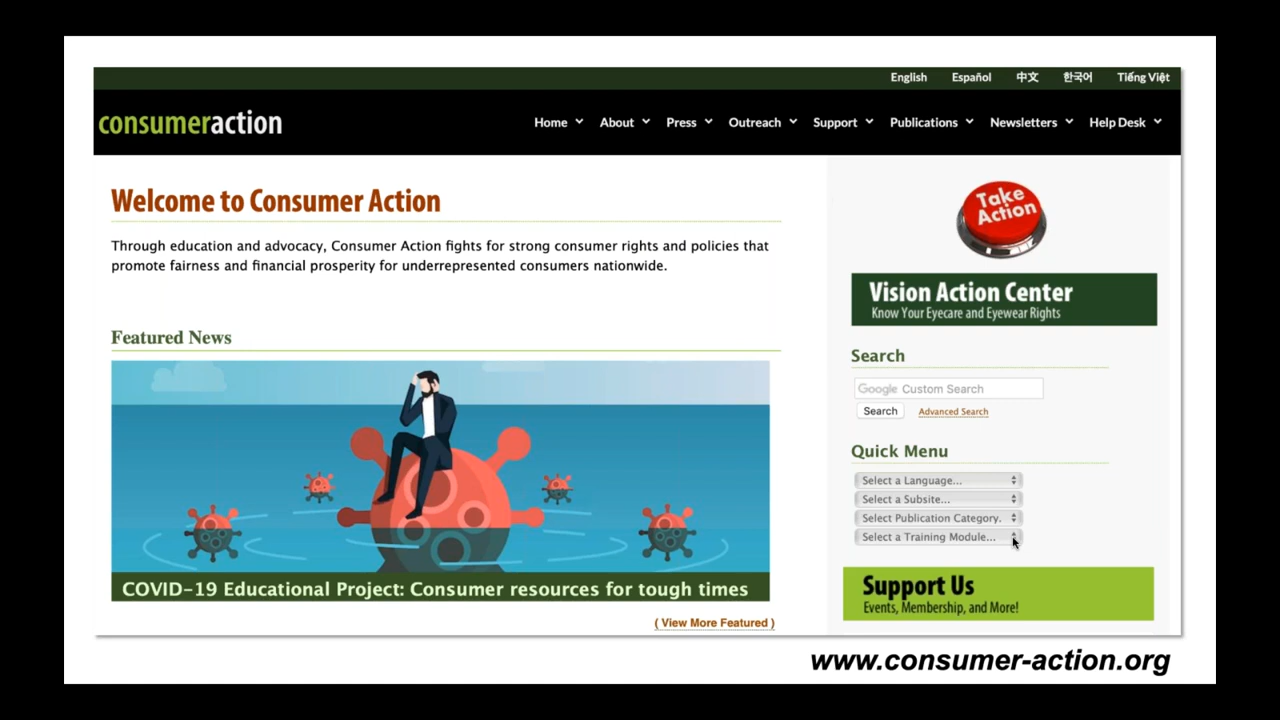 English Español 中文 한국어 Tiếng Việt
consumeraction
Home About Press Outreach Support Publications Newsletters Help Desk
Welcome to Consumer Action
Through education and advocacy, Consumer Action fights for strong consumer rights and policies that
promote fairness and financial prosperity for underrepresented consumers nationwide.
Featured News
COVID-19 Educational Project: Consumer resources for tough times
( View More Featured )
Take
Action
Vision Action Center
Know Your Eyecare and Eyewear Rights
Search
Google Custom Search
Search Advanced Search
Quick Menu
Select a Language...
Select a Subsite...
Select Publication Category.
Select a Training Module...
Support Us
Events, Membership, and More!
www.consumer-action.org